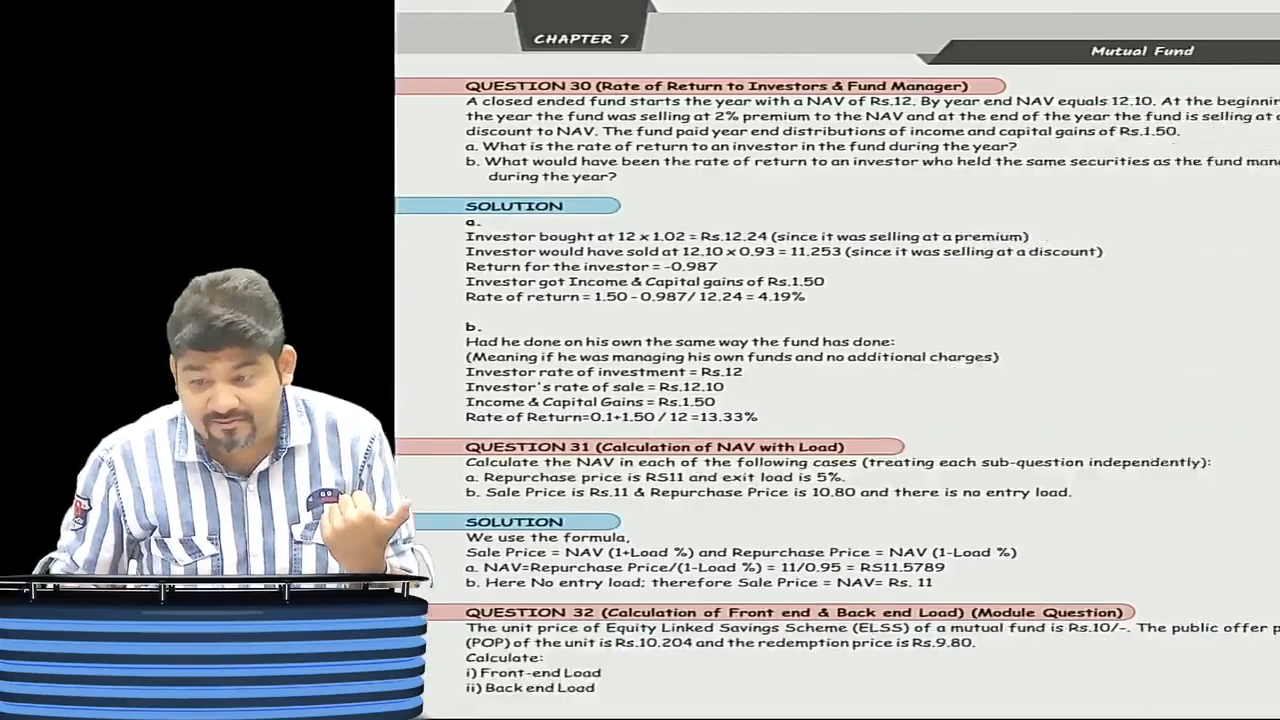 CHAPTER 7
Mutual Fund
QUESTION 30 (Rate of Return to Investors & Fund Manager)
A closed ended fund starts the year with a NAV of Rs.12. By year end NAV equals 12.10. At the
the year the fund was selling at 2% premium to the NAV and at the end of the year the fund is selling at
discount to NAV. The fund paid year end distributions of income and capital gains of Rs.1.50.
a. What is the rate of return to an investor in the fund during the year?
b. What would have been the rate of return to an investor who held the same securities as the fund
during the year?
SOLUTION
a.
Investor bought at 12 x 1.02 = Rs.12.24 (since it was selling at a premium)
Investor would have sold at 12.10 x 0.93 = 11.253 (since it was selling at a discount)
Return for the investor = -0.987
Investor got Income & Capital gains of Rs.1.50
Rate of return = 1.50 - 0.987/ 12.24 = 4.19%
b.
Had he done on his own the same way the fund has done:
(Meaning if he was managing his own funds and no additional charges)
Investor rate of investment = Rs.12
Investor's rate of sale = Rs.12.10
Income & Capital Gains = Rs.1.50
Rate of Return=0.1+1.50 / 12 =13.33%
QUESTION 31 (Calculation of NAV with Load)
Calculate the NAV in each of the following cases (treating each sub-question independently):
a. Repurchase price is RS11 and exit load is 5%.
b. Sale Price is Rs.11 & Repurchase Price is 10.80 and there is no entry load.
SOLUTION
We use the formula,
Sale Price = NAV (1+Load %) and Repurchase Price = NAV (1-Load %)
a. NAV=Repurchase Price/(1-Load %) = 11/0.95 = RS11.5789
b. Here No entry load; therefore Sale Price = NAV= Rs. 11
QUESTION 32 (Calculation of Front end & Back end Load) (Module Question)
The unit price of Equity Linked Savings Scheme (ELSS) of a mutual fund is Rs.10/-. The public offer
(POP) of the unit is Rs.10.204 and the redemption price is Rs.9.80.
Calculate:
i) Front-end Load
ii) Back end Load